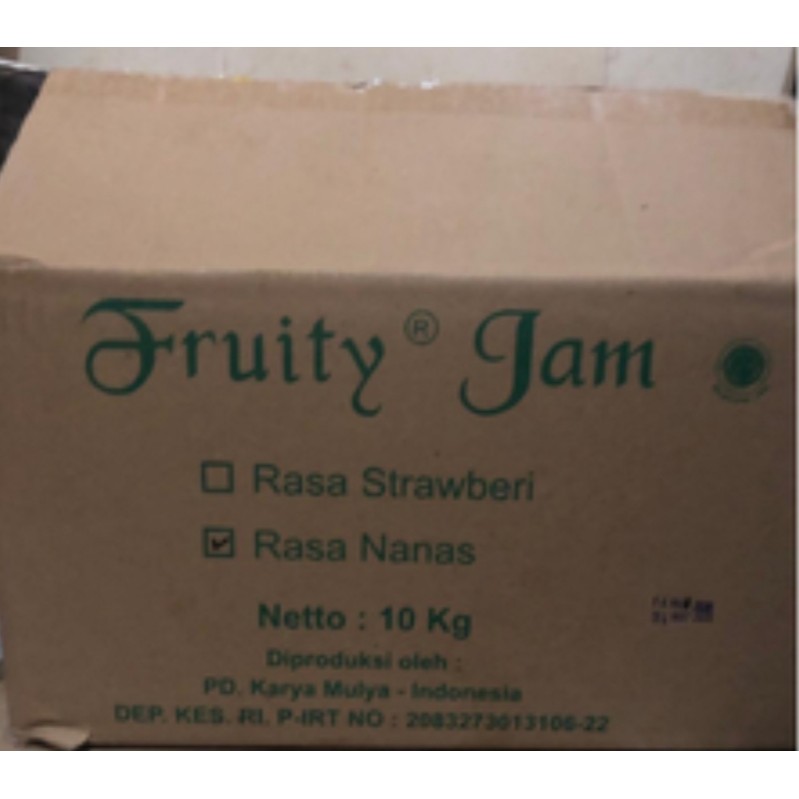 Fruity® Jam
Rasa Strawberi
Rasa Nanas
Netto : 10 Kg
Diproduksi oleh :
PD. Karya Mulya - Indonesia
DEP. KES. RI. P-IRT NO : 2083273013106-22